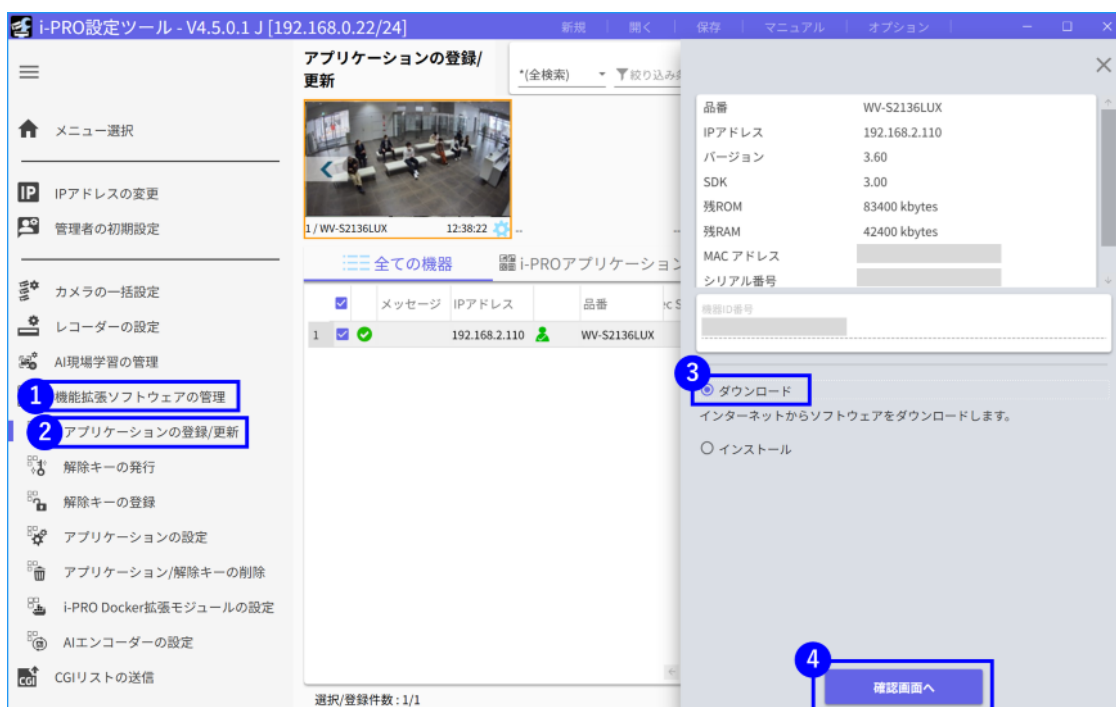 i-PRO設定ツール - V4.5.0.1 J [192.168.0.22/24]
新規 開く 保存 マニュアル オプション
メニュー選択
IP IPアドレスの変更
管理者の初期設定
カメラの一括設定
レコーダーの設定
AI現場学習の管理
1 機能拡張ソフトウェアの管理
2 アプリケーションの登録/更新
解除キーの発行
解除キーの登録
アプリケーションの設定
アプリケーション/解除キーの削除
i-PRO Docker拡張モジュールの設定
AIエンコーダーの設定
CGI CGIリストの送信
アプリケーションの登録/
更新
*(全検索) 絞り込み
1 / WV-S2136LUX 12:38:22 --
全ての機器 i-PROアプリケーション
メッセージ IPアドレス 品番
1 192.168.2.110 WV-S2136LUX
選択/登録件数 : 1/1
品番 WV-S2136LUX
IPアドレス 192.168.2.110
バージョン 3.60
SDK 3.00
残ROM 83400 kbytes
残RAM 42400 kbytes
MAC アドレス
シリアル番号
機器ID番号
3 ダウンロード
インターネットからソフトウェアをダウンロードします。
インストール
4
確認画面へ